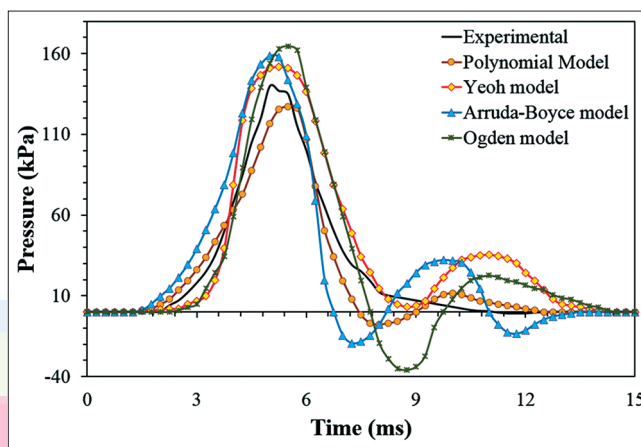 Experimental
Polynomial Model
Yeoh model
Arruda-Boyce model
Ogden model
Pressure (kPa)
160
110
60
10
-40
0
3
6
9
12
15
Time (ms)